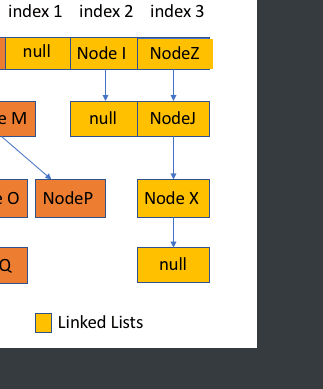 index 1 index 2 index 3
null Node I NodeZ
e M null NodeJ
e O NodeP Node X
Q null
Linked Lists